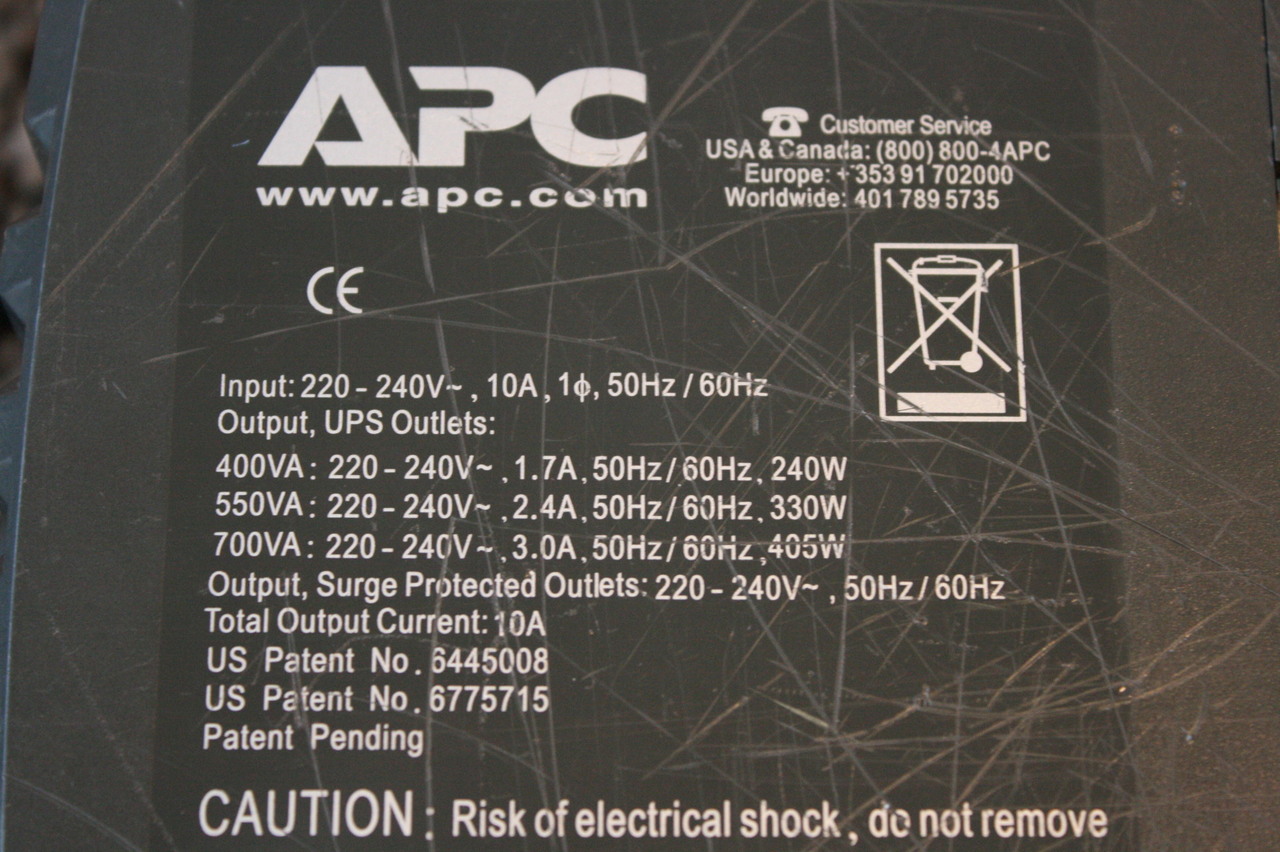 APC
www.apc.com
Customer Service
USA & Canada: (800) 800-4APC
Europe: +353 91 702000
Worldwide: 401 789 5735
CE
Input: 220 - 240V~ , 10A , 1ϕ, 50Hz / 60Hz
Output, UPS Outlets:
400VA : 220 - 240V~ , 1.7A, 50Hz / 60Hz, 240W
550VA : 220 - 240V~ , 2.4A, 50Hz / 60Hz, 330W
700VA : 220 - 240V~ , 3.0A, 50Hz / 60Hz, 405W
Output, Surge Protected Outlets: 220 - 240V~ , 50Hz / 60Hz
Total Output Current: 10A
US Patent No. 6445008
US Patent No. 6775715
Patent Pending
CAUTION : Risk of electrical shock , do not remove